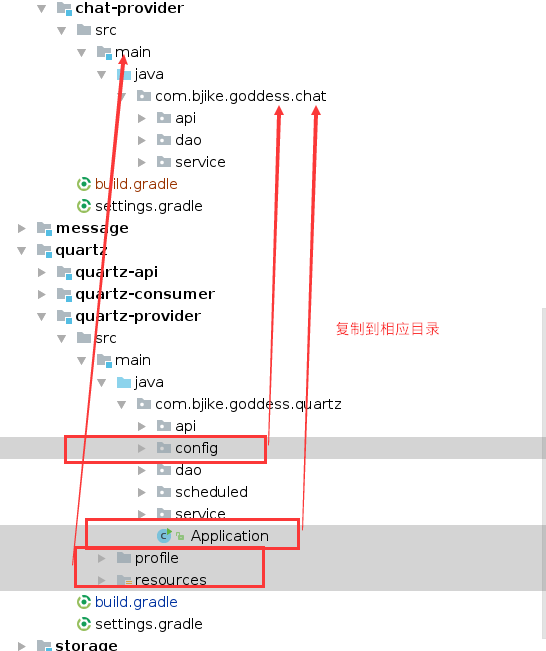 chat-provider
src
main
java
com.bjike.goddess.chat
api
dao
service
build.gradle
settings.gradle
message
quartz
quartz-api
quartz-consumer
quartz-provider
复制到相应目录
src
main
java
com.bjike.goddess.quartz
api
config
dao
scheduled
service
Application
profile
resources
build.gradle
settings.gradle
storage